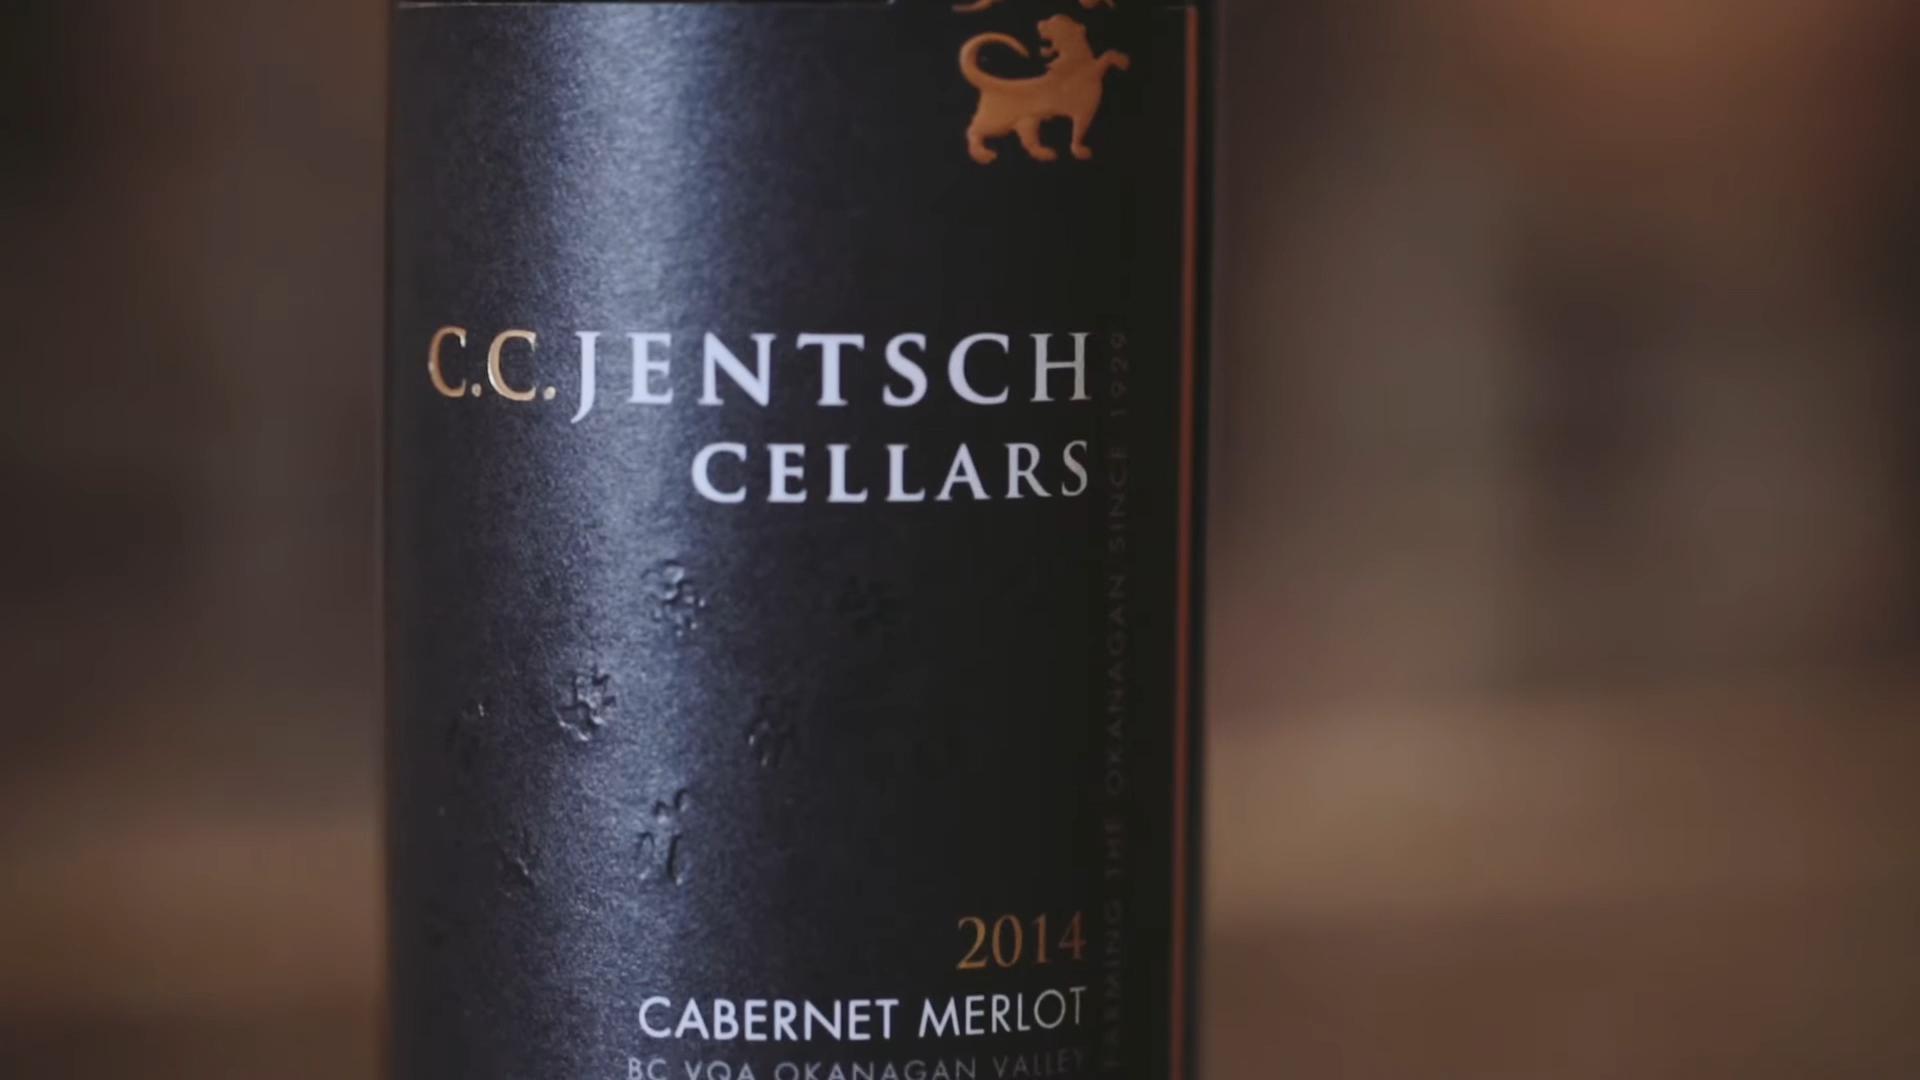 C.C. JENTSCH
CELLARS
2014
CABERNET MERLOT
BC VQA OKANAGAN VALLEY
FARMING THE OKANAGAN SINCE 1929